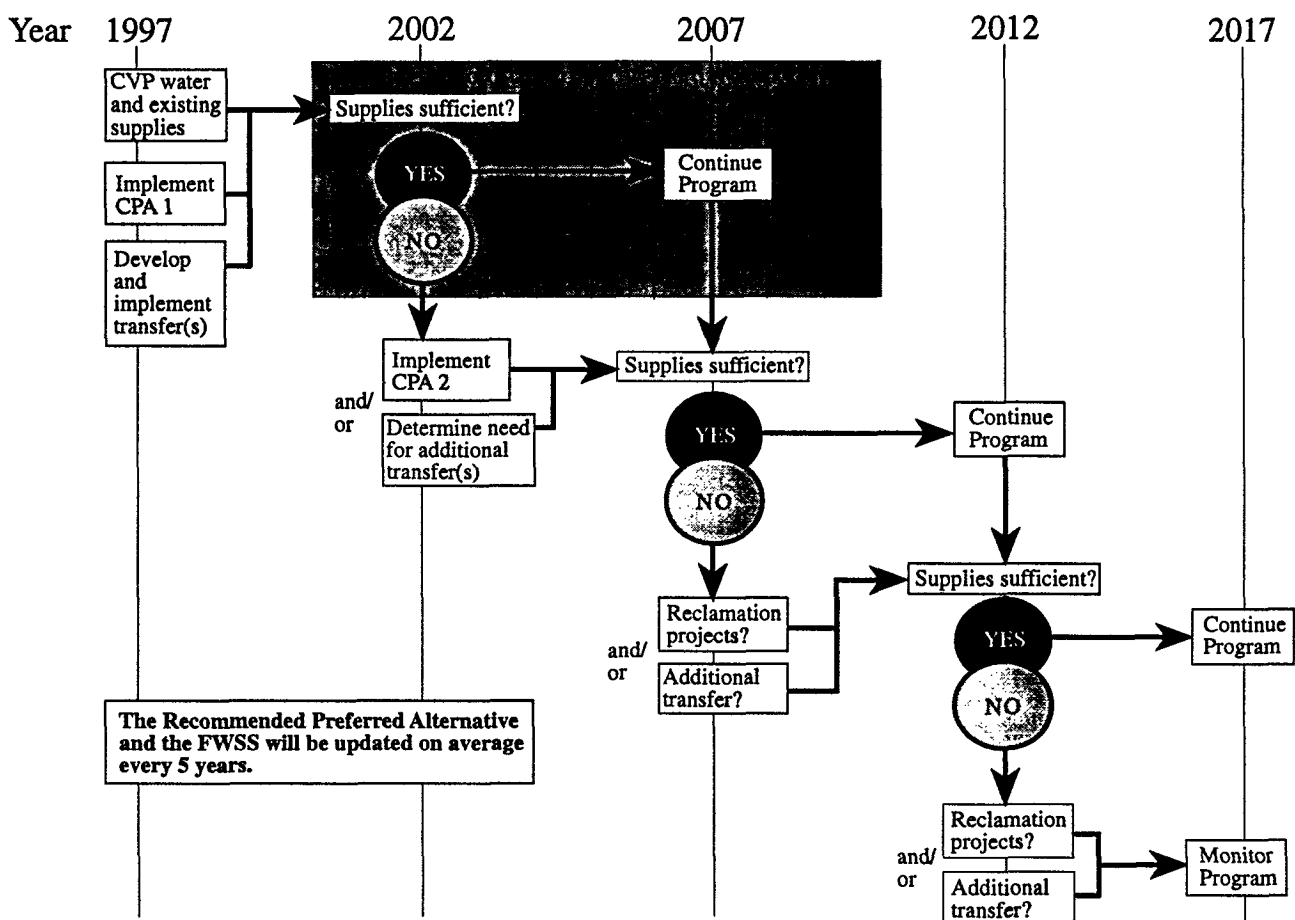 Year 1997 2002 2007 2012 2017
CVP water
and existing
supplies
Implement
CPA 1
Develop
and
implement
transfer(s)
Supplies sufficient?
YES
NO
Continue
Program
Implement
CPA 2
and/
or
Determine need
for additional
transfer(s)
Supplies sufficient?
YES
NO
Continue
Program
Reclamation
projects?
and/
or
Additional
transfer?
Supplies sufficient?
YES
NO
Continue
Program
Reclamation
projects?
and/
or
Additional
transfer?
Monitor
Program
The Recommended Preferred Alternative
and the FWSS will be updated on average
every 5 years.